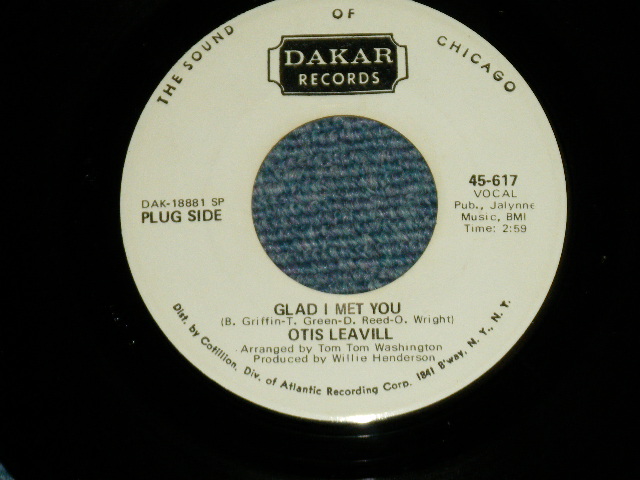 THE SOUND OF CHICAGO
DAKAR
RECORDS
DAK-18881 SP
PLUG SIDE
45-617
VOCAL
Pub., Jalynne
Music, BMI
Time: 2:59
GLAD I MET YOU
(B. Griffin-T. Green-D. Reed-O. Wright)
OTIS LEAVILL
Arranged by Tom Tom Washington
Produced by Willie Henderson
Dist. by Cotillion, Div. of Atlantic Recording Corp. 1841 B'way, N. Y., N. Y.